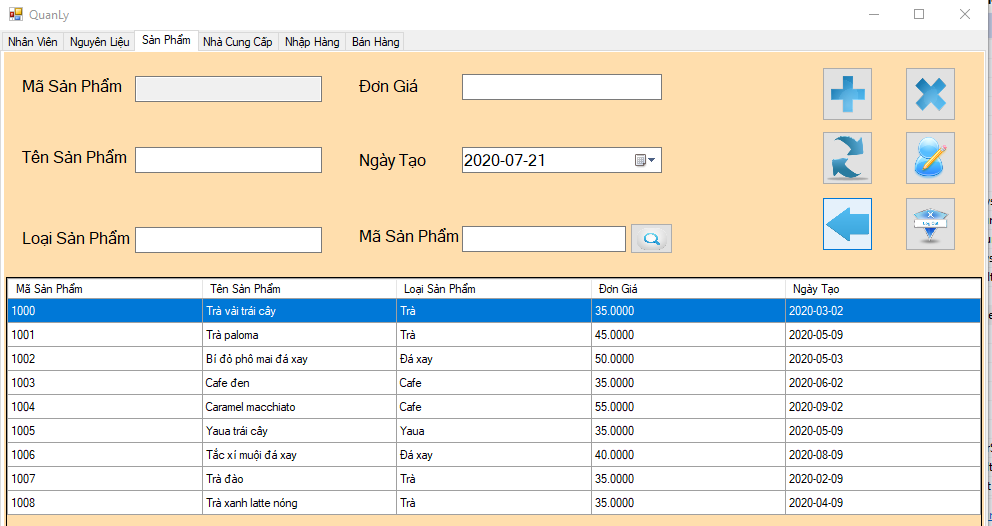 QuanLy
Nhân Viên Nguyên Liệu Sản Phẩm Nhà Cung Cấp Nhập Hàng Bán Hàng
Mã Sản Phẩm Đơn Giá
Tên Sản Phẩm Ngày Tạo 2020-07-21
Loại Sản Phẩm Mã Sản Phẩm
Log Out
Mã Sản Phẩm Tên Sản Phẩm Loại Sản Phẩm Đơn Giá Ngày Tạo
1000 Trà vải trái cây Trà 35.0000 2020-03-02
1001 Trà paloma Trà 45.0000 2020-05-09
1002 Bí đỏ phô mai đá xay Đá xay 50.0000 2020-05-03
1003 Cafe đen Cafe 35.0000 2020-06-02
1004 Caramel macchiato Cafe 55.0000 2020-09-02
1005 Yaua trái cây Yaua 35.0000 2020-05-09
1006 Tắc xí muội đá xay Đá xay 40.0000 2020-08-09
1007 Trà đào Trà 35.0000 2020-02-09
1008 Trà xanh latte nóng Trà 35.0000 2020-04-09